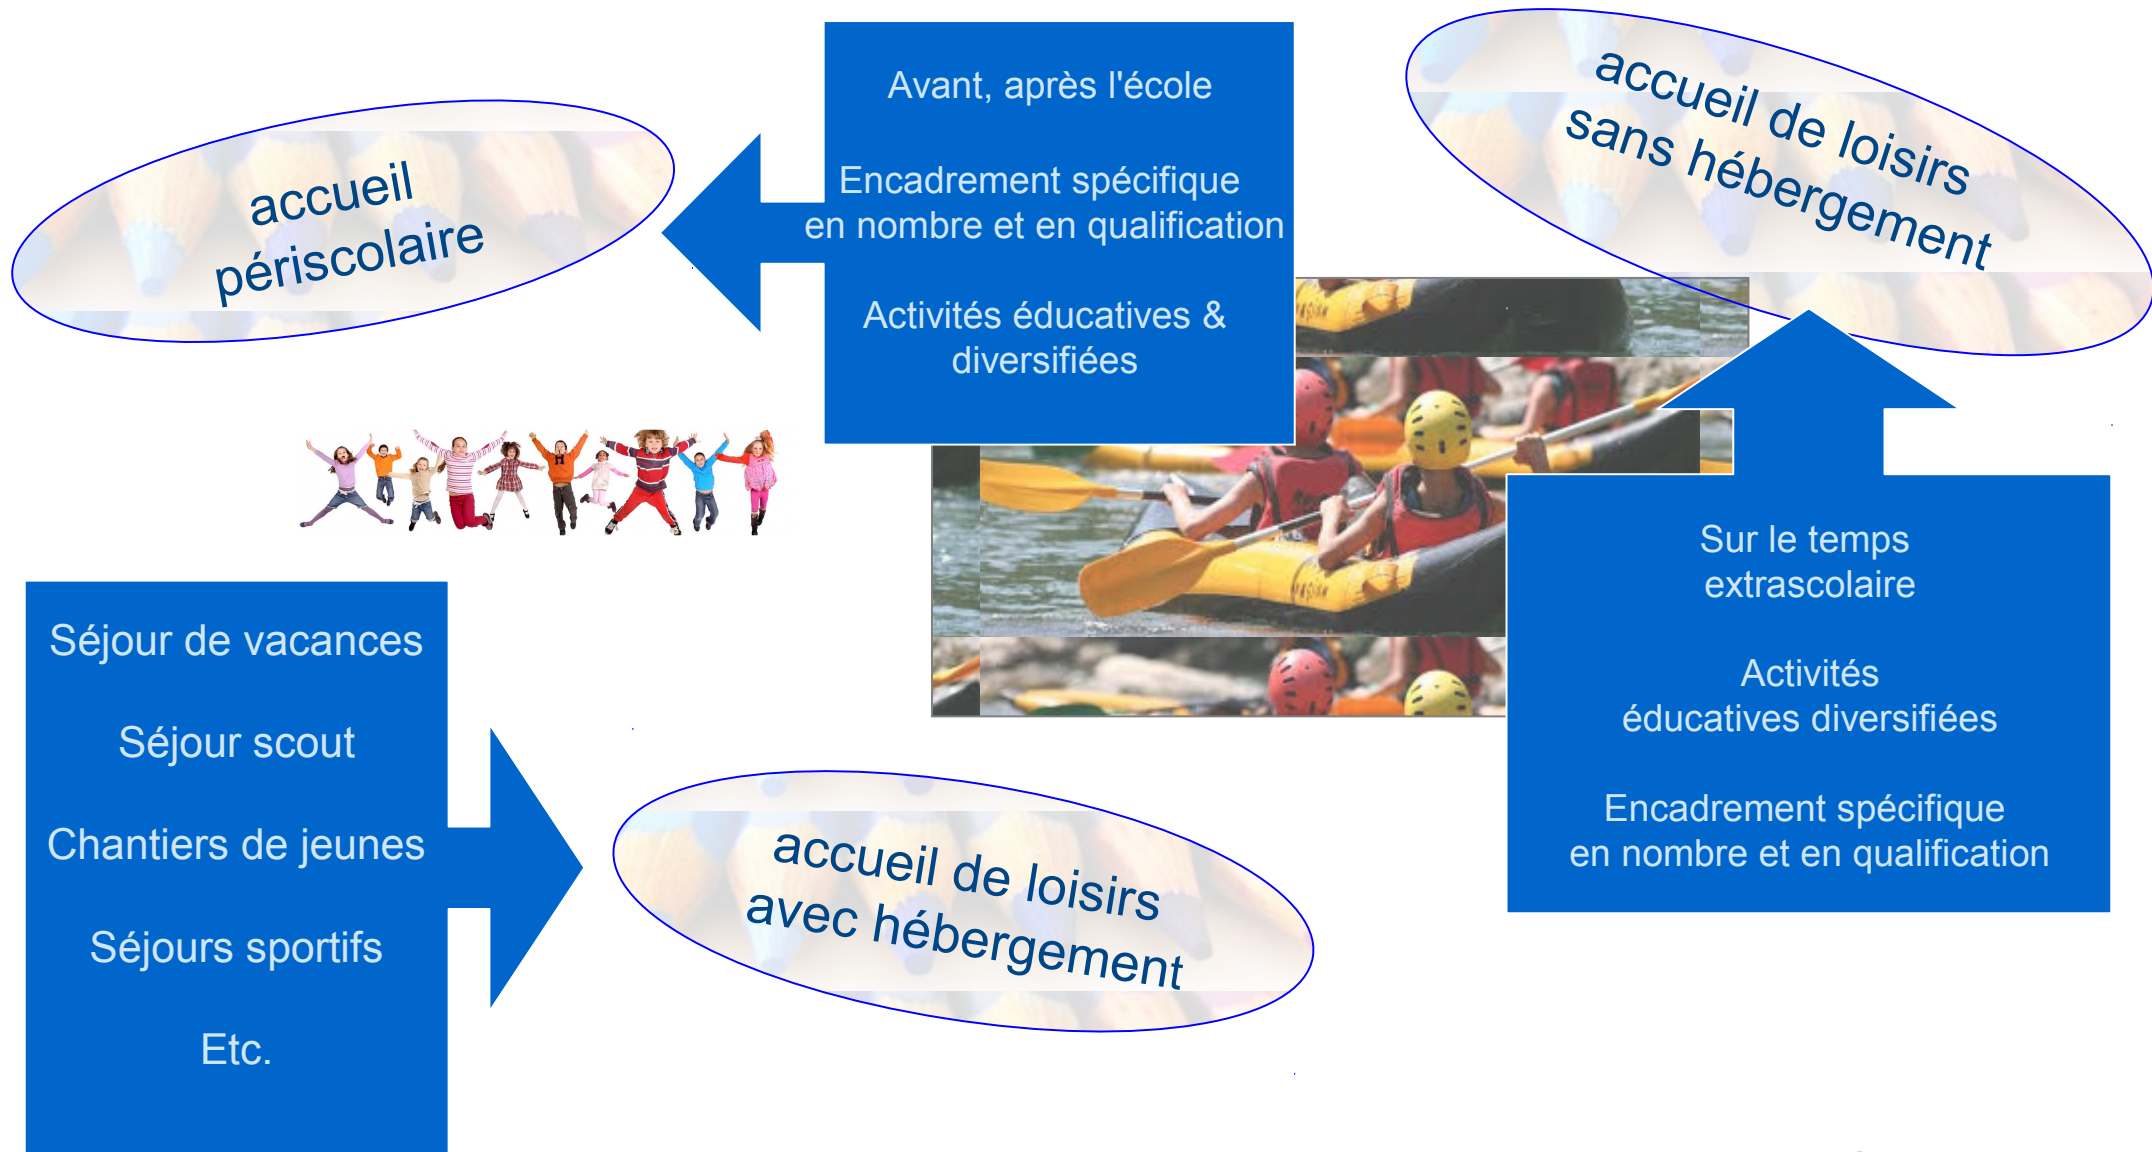 accueil
périscolaire
Avant, après l'école
Encadrement spécifique
en nombre et en qualification
Activités éducatives &
diversifiées
accueil de loisirs
sans hébergement
Sur le temps
extrascolaire
Activités
éducatives diversifiées
Encadrement spécifique
en nombre et en qualification
Séjour de vacances
Séjour scout
Chantiers de jeunes
Séjours sportifs
Etc.
accueil de loisirs
avec hébergement